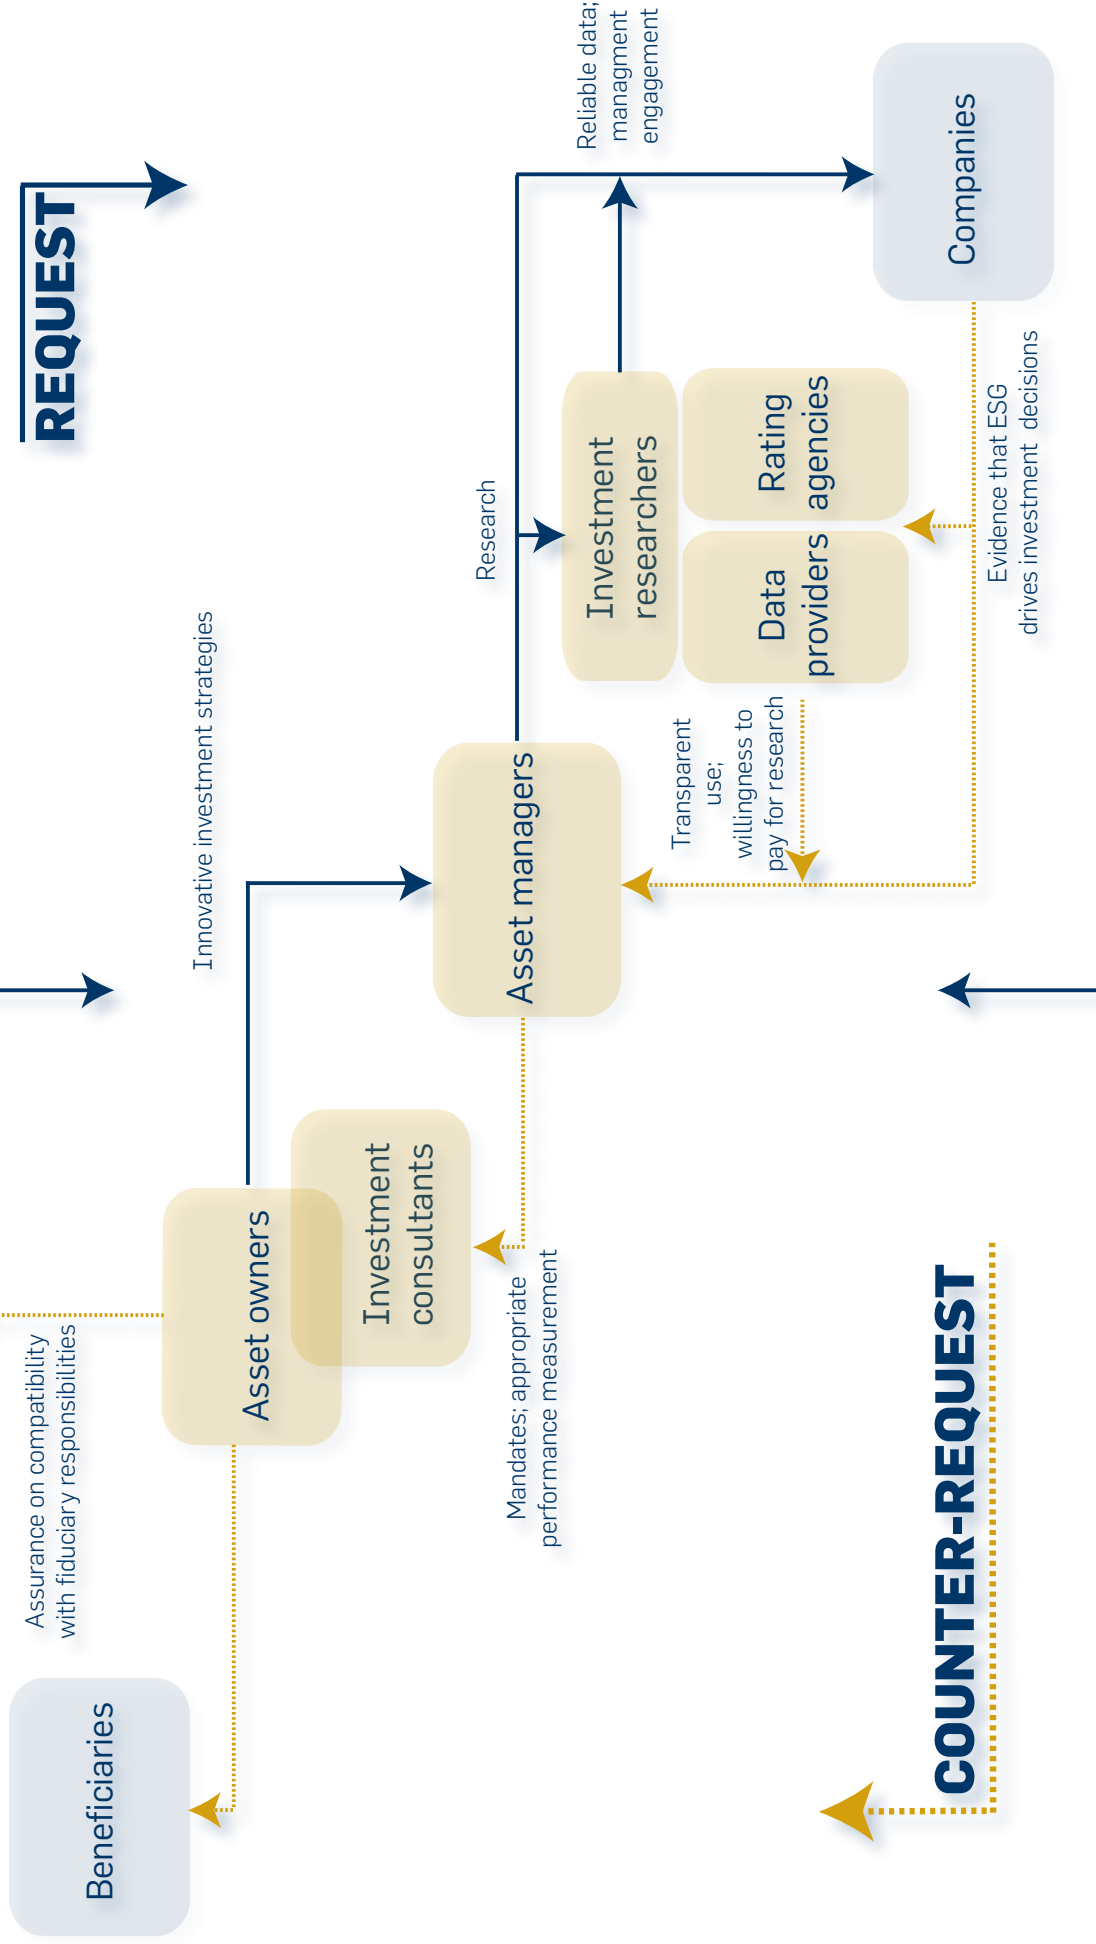 REQUEST
Beneficiaries
Assurance on compatibility
with fiduciary responsibilities
Asset owners
Investment
consultants
Innovative investment strategies
Mandates; appropriate
performance measurement
Asset managers
Research
Investment
researchers
Data
providers
Rating
agencies
Transparent
use;
willingness to
pay for research
Reliable data;
managment
engagement
Companies
Evidence that ESG
drives investment decisions
COUNTER-REQUEST